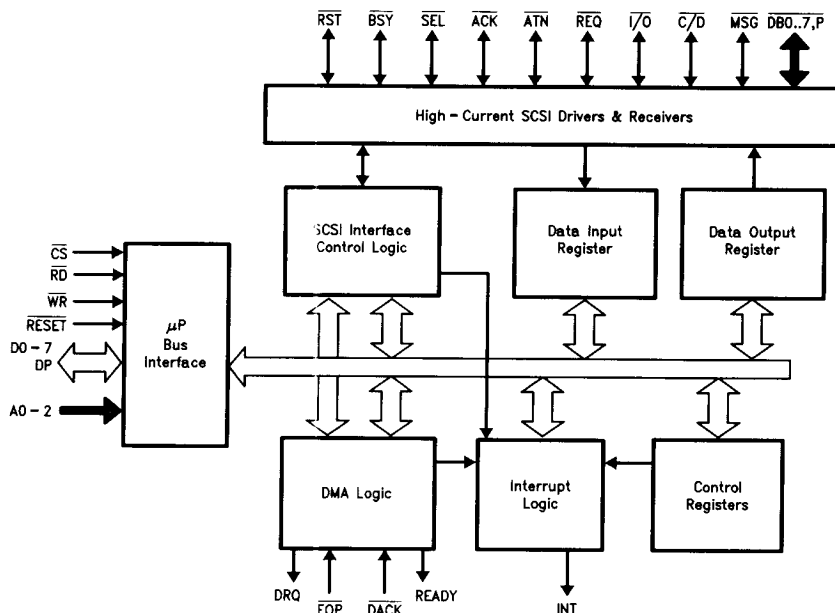 RST BSY SEL ACK ATN REQ I/O C/D MSG DB0..7,P
High-Current SCSI Drivers & Receivers
SCSI Interface
Control Logic
Data Input
Register
Data Output
Register
CS
RD
WR
RESET
D0-7
DP
A0-2
μP
Bus
Interface
DMA Logic
Interrupt
Logic
Control
Registers
DRQ
EOP
DACK
READY
INT